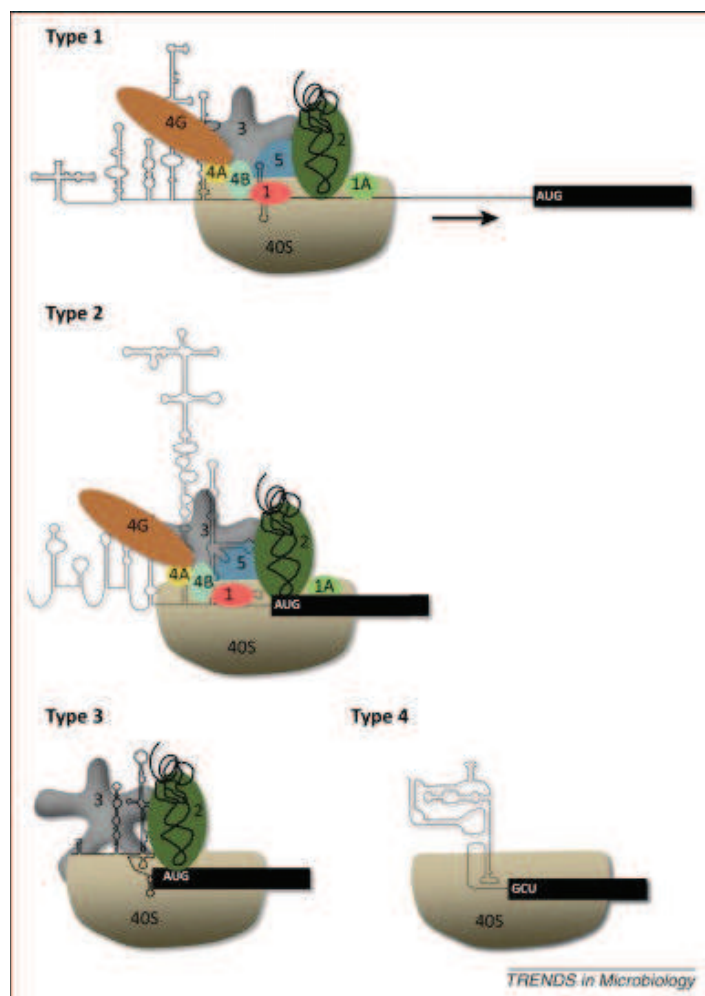 Type 1
4G
3
2
5
4A
4B
1
1A
40S
AUG
Type 2
4G
3
2
5
4A
4B
1
1A
AUG
40S
Type 3
Type 4
3
2
AUG
40S
GCU
40S
TRENDS in Microbiology